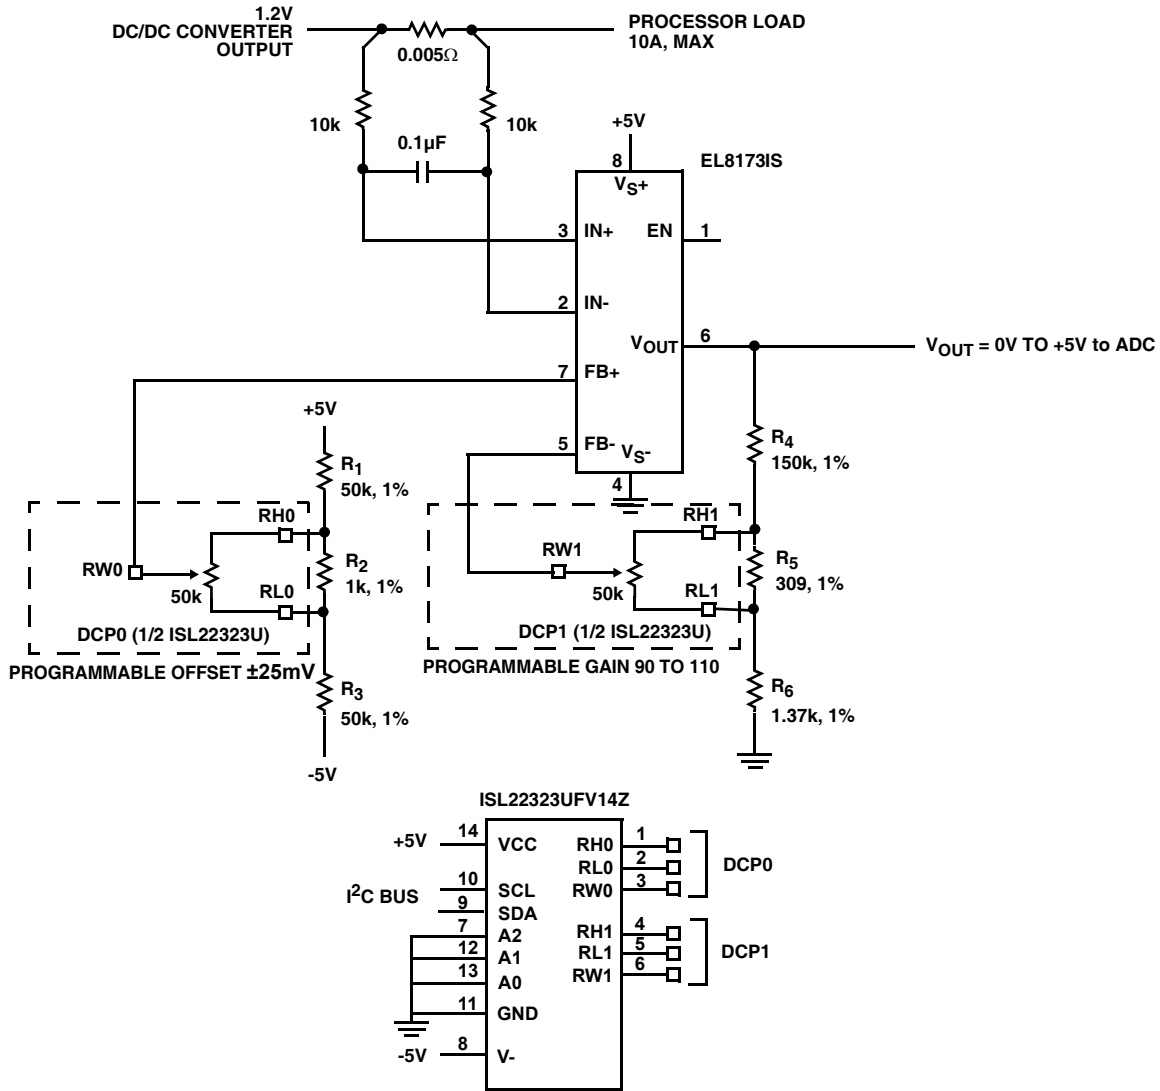 1.2V
DC/DC CONVERTER
OUTPUT
0.005Ω
PROCESSOR LOAD
10A, MAX
10k
10k
0.1µF
+5V
EL8173IS
8
VS+
3 IN+
EN 1
2 IN-
VOUT 6
VOUT = 0V TO +5V to ADC
7 FB+
5 FB-
VS-
4
+5V
R1
50k, 1%
RH0
RW0
50k
RL0
R2
1k, 1%
DCP0 (1/2 ISL22323U)
PROGRAMMABLE OFFSET ±25mV
R3
50k, 1%
-5V
R4
150k, 1%
RH1
RW1
50k
RL1
R5
309, 1%
DCP1 (1/2 ISL22323U)
PROGRAMMABLE GAIN 90 TO 110
R6
1.37k, 1%
ISL22323UFV14Z
+5V 14 VCC
I2C BUS
10 SCL
9 SDA
7 A2
12 A1
13 A0
11 GND
-5V 8 V-
RH0 1
RL0 2
RW0 3
DCP0
RH1 4
RL1 5
RW1 6
DCP1